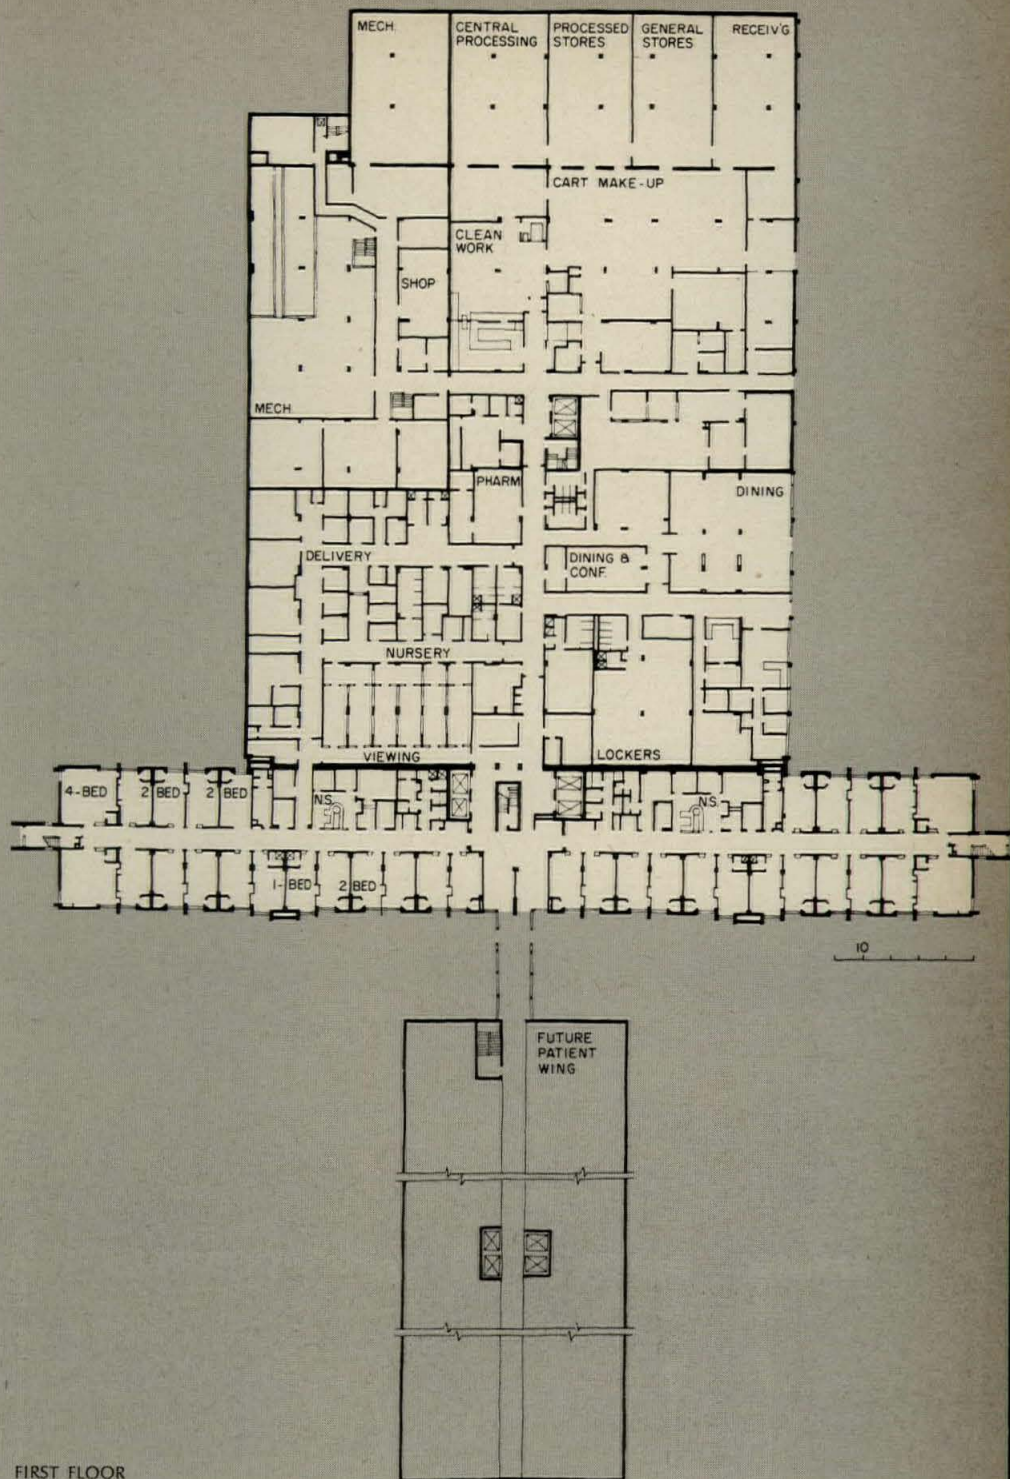 MECH.
CENTRAL
PROCESSING
PROCESSED
STORES
GENERAL
STORES
RECEIV'G
CART MAKE-UP
CLEAN
WORK
SHOP
MECH.
PHARM
DINING
DELIVERY
DINING &
CONF.
NURSERY
VIEWING
LOCKERS
4-BED
2 BED
2 BED
N.S.
N.S.
1-BED
2 BED
10
FUTURE
PATIENT
WING
FIRST FLOOR